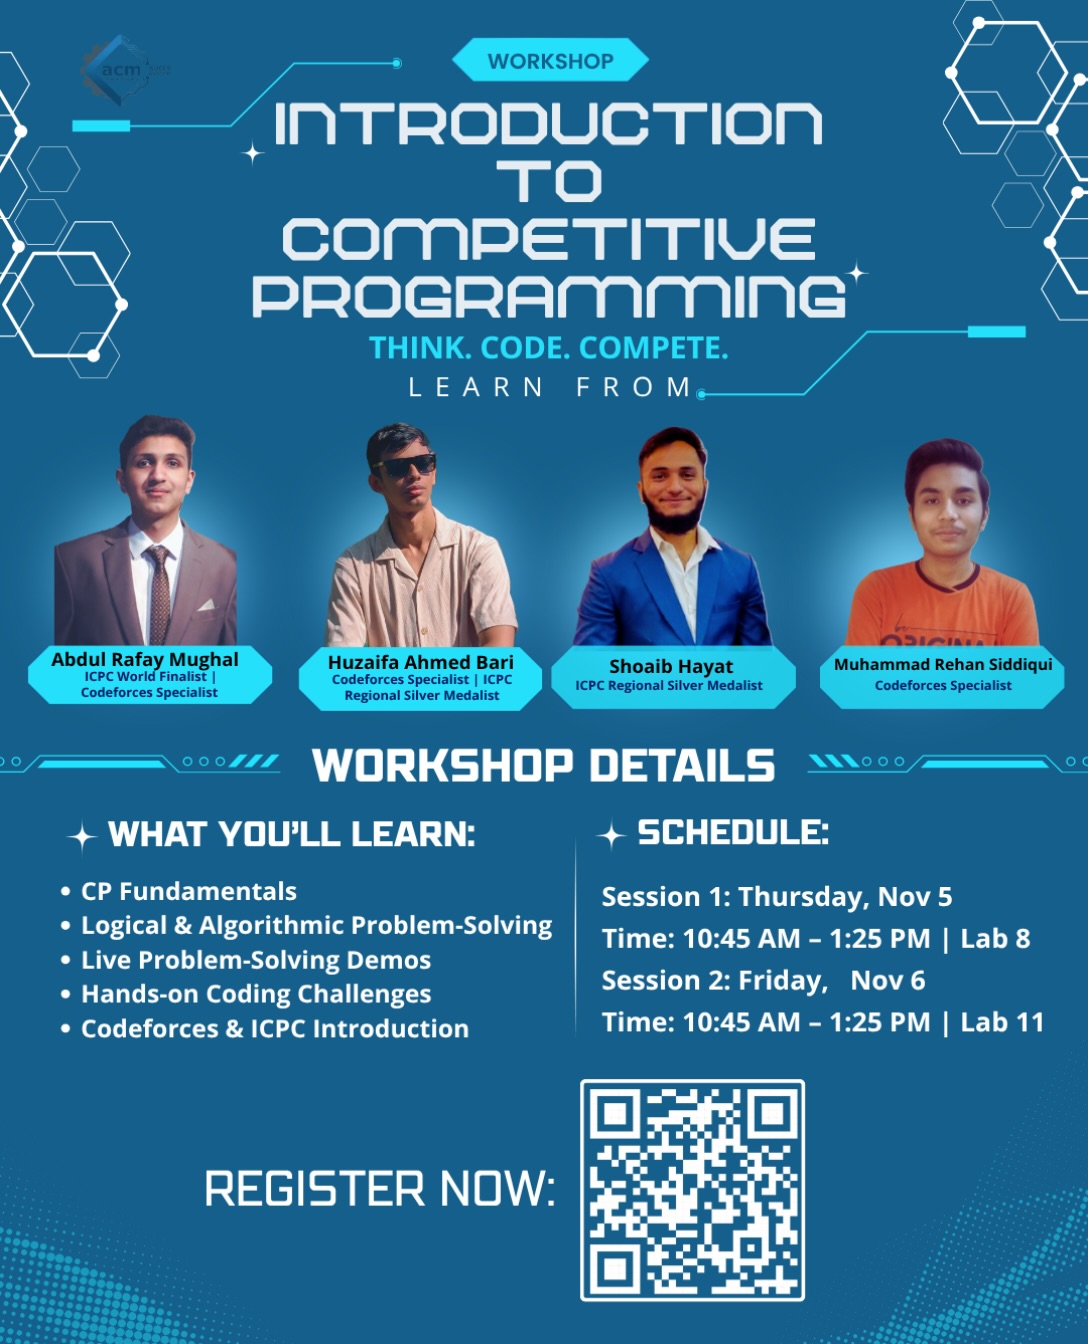 acm
WORKSHOP
INTRODUCTION
TO
COMPETITIVE
PROGRAMMING
THINK. CODE. COMPETE.
LEARN FROM
Abdul Rafay Mughal
ICPC World Finalist |
Codeforces Specialist
Huzaifa Ahmed Bari
Codeforces Specialist | ICPC
Regional Silver Medalist
Shoaib Hayat
ICPC Regional Silver Medalist
ORIGINAL
Muhammad Rehan Siddiqui
Codeforces Specialist
WORKSHOP DETAILS
WHAT YOU'LL LEARN:
• CP Fundamentals
• Logical & Algorithmic Problem-Solving
• Live Problem-Solving Demos
• Hands-on Coding Challenges
• Codeforces & ICPC Introduction
SCHEDULE:
Session 1: Thursday, Nov 5
Time: 10:45 AM – 1:25 PM | Lab 8
Session 2: Friday, Nov 6
Time: 10:45 AM – 1:25 PM | Lab 11
REGISTER NOW: